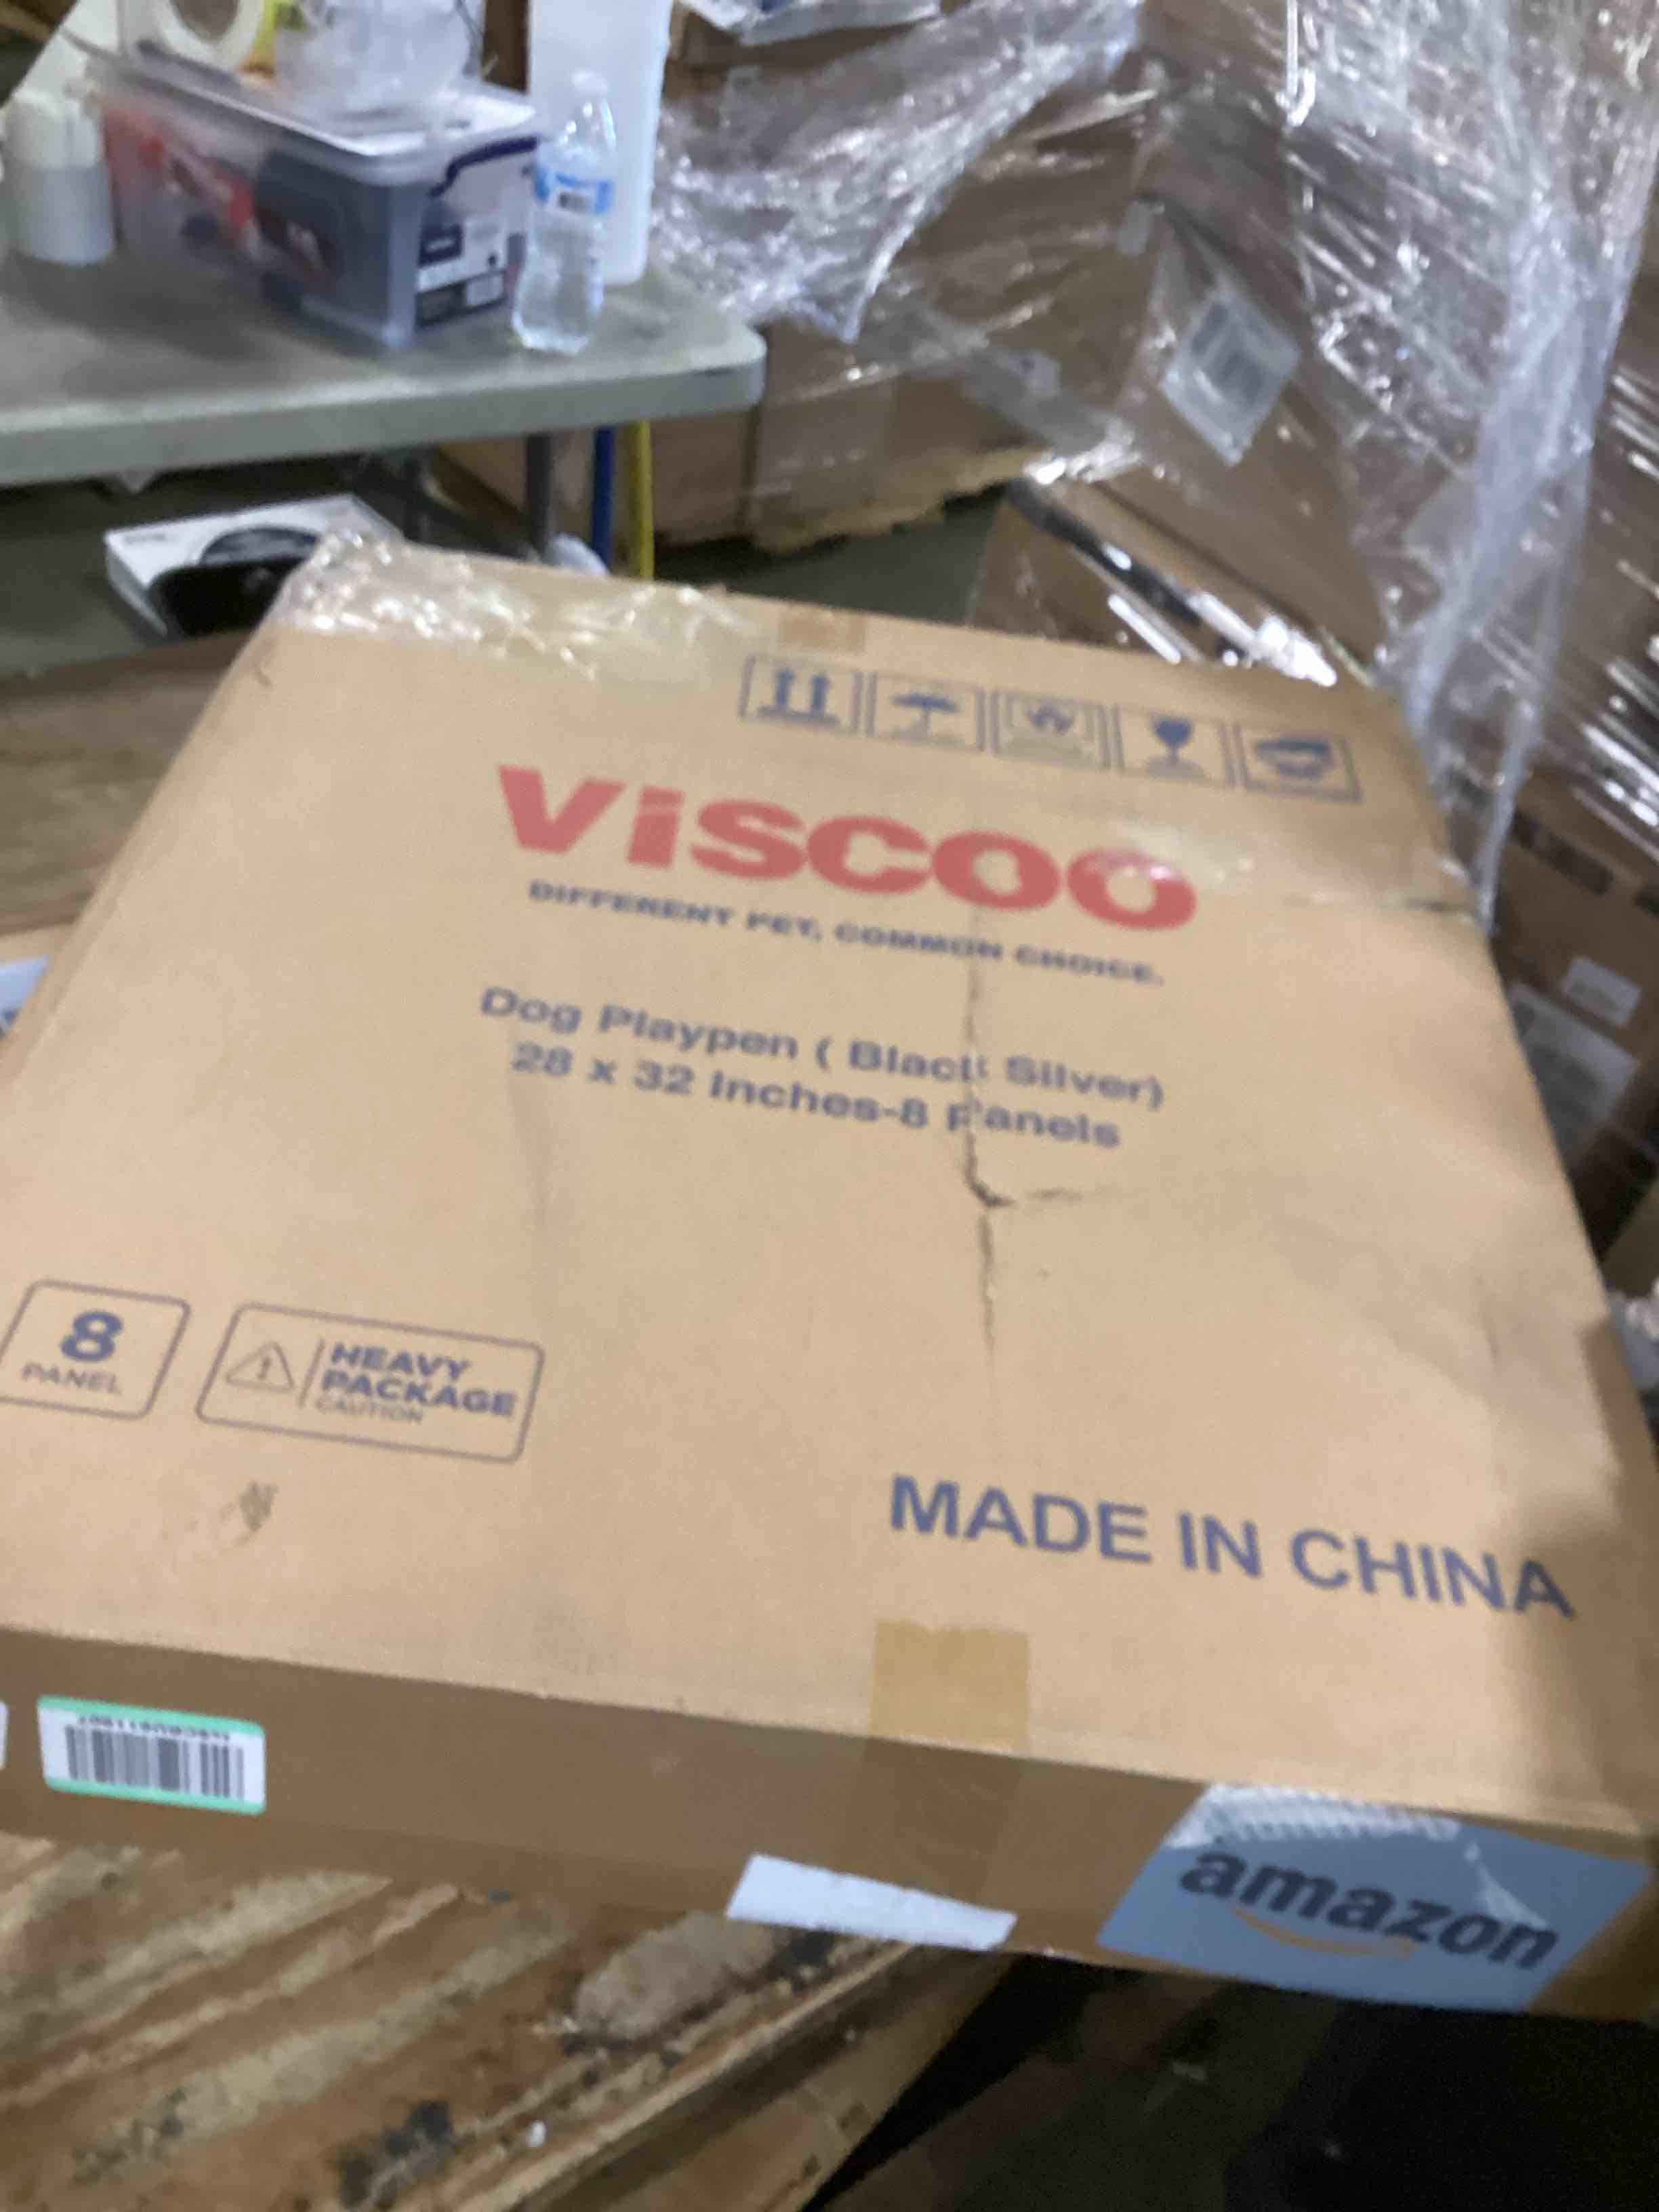 ViSCOO
DIFFERENT PET, COMMON CHOICE.
Dog Playpen ( Black Silver)
28 x 32 Inches-8 Panels
8
PANEL
HEAVY
PACKAGE
CAUTION
MADE IN CHINA
amazon